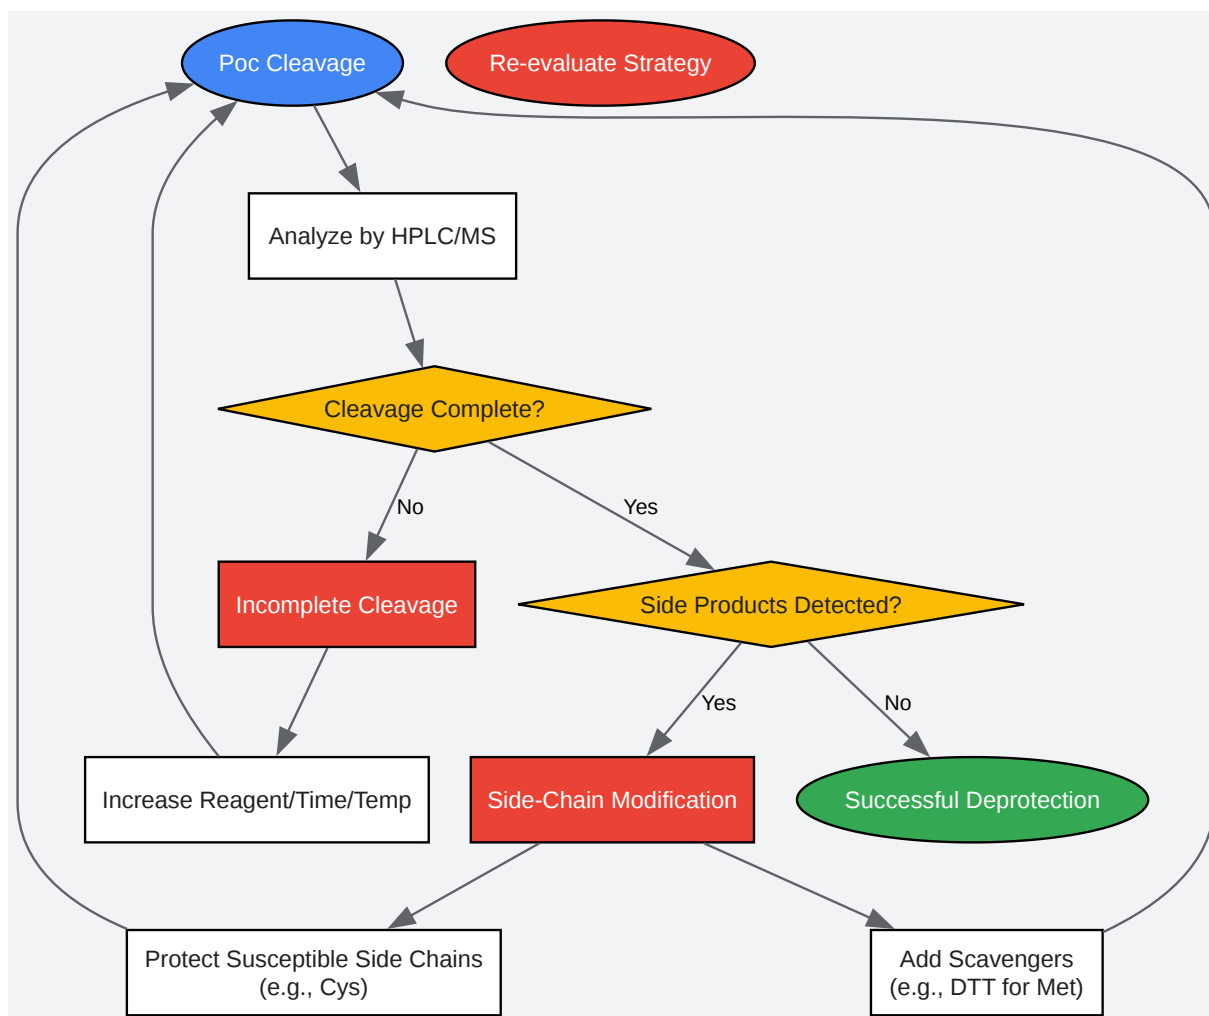 Poc Cleavage
Re-evaluate Strategy
Analyze by HPLC/MS
Cleavage Complete?
No
Yes
Incomplete Cleavage
Side Products Detected?
Yes
No
Increase Reagent/Time/Temp
Side-Chain Modification
Successful Deprotection
Protect Susceptible Side Chains
(e.g., Cys)
Add Scavengers
(e.g., DTT for Met)